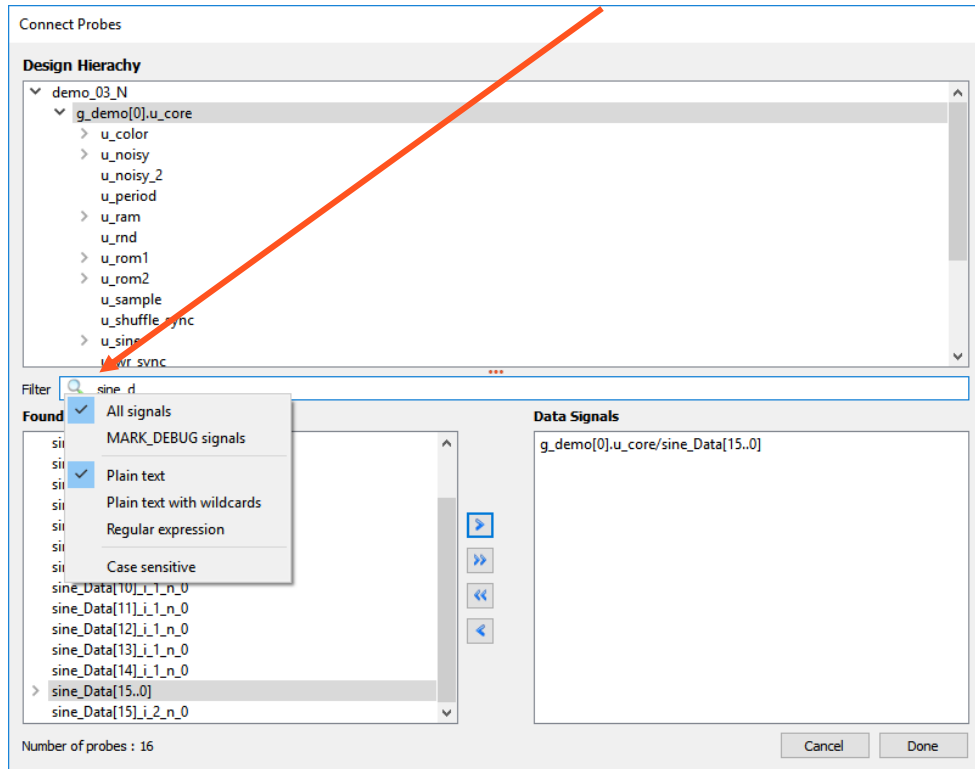 Connect Probes
Design Hierachy
demo_03_N
g_demo[0].u_core
u_color
u_noisy
u_noisy_2
u_period
u_ram
u_rnd
u_rom1
u_rom2
u_sample
u_shuffle_sync
u_sine
sync
Filter
sine_d
Found
Data Signals
All signals
MARK_DEBUG signals
Plain text
Plain text with wildcards
Regular expression
Case sensitive
g_demo[0].u_core/sine_Data[15..0]
sine_Data[10]_i_1_n_0
sine_Data[11]_i_1_n_0
sine_Data[12]_i_1_n_0
sine_Data[13]_i_1_n_0
sine_Data[14]_i_1_n_0
sine_Data[15..0]
sine_Data[15]_i_2_n_0
Number of probes : 16
Cancel
Done